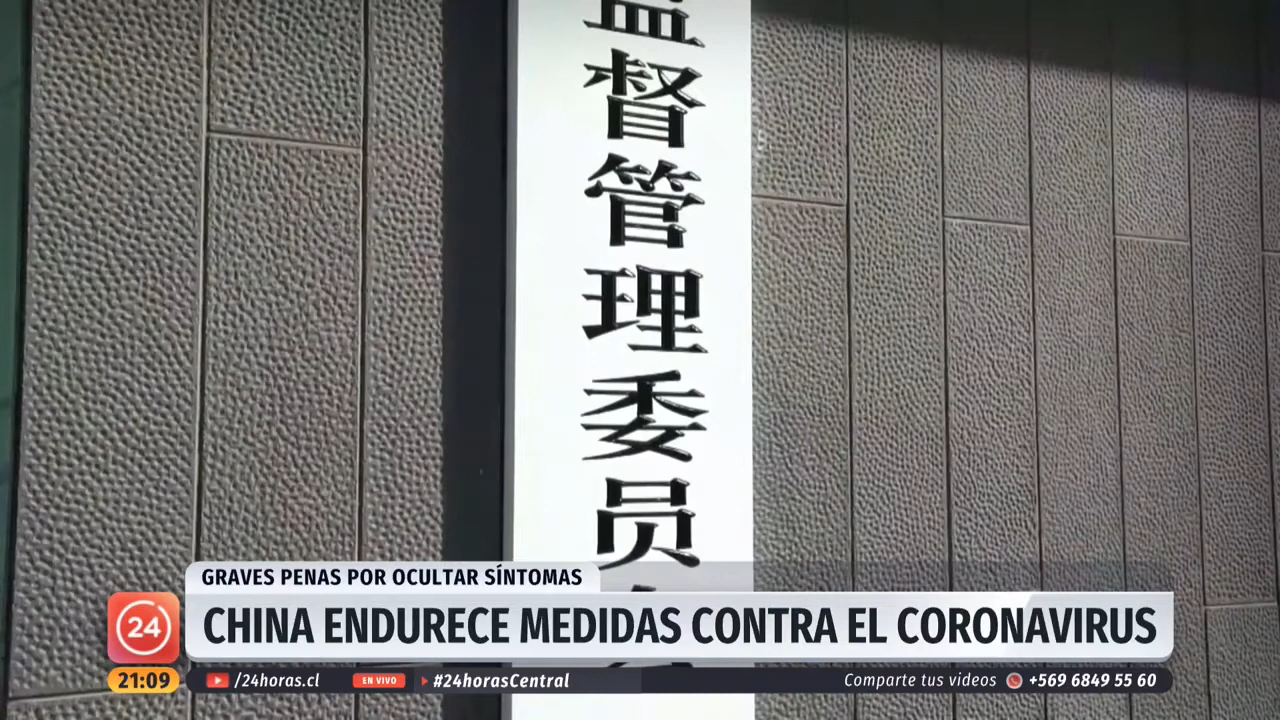 监督管理委员会
GRAVES PENAS POR OCULTAR SÍNTOMAS
CHINA ENDURECE MEDIDAS CONTRA EL CORONAVIRUS
24
21:09
/24horas.cl
EN VIVO
#24horasCentral
Comparte tus videos
+569 6849 55 60